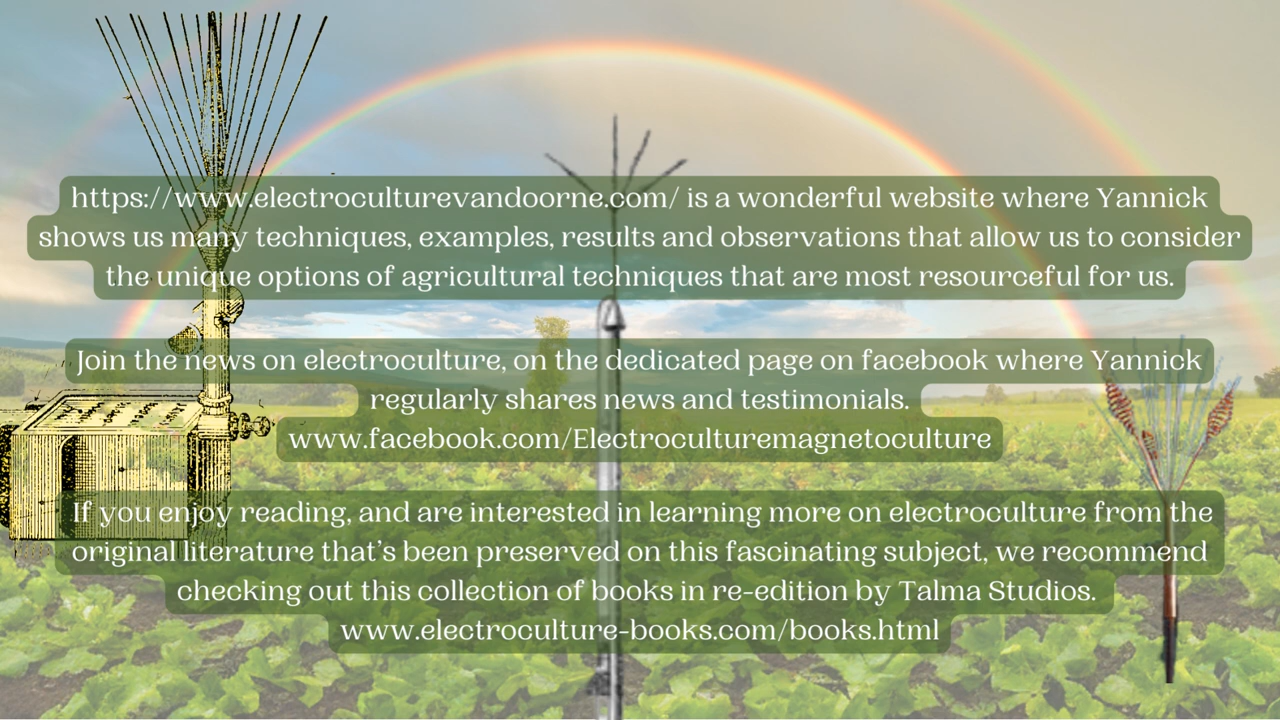 https://www.electroculturevandoorne.com/ is a wonderful website where Yannick
shows us many techniques, examples, results and observations that allow us to consider
the unique options of agricultural techniques that are most resourceful for us.
Join the news on electroculture, on the dedicated page on facebook where Yannick
regularly shares news and testimonials.
www.facebook.com/Electroculturemagnetoculture
If you enjoy reading, and are interested in learning more on electroculture from the
original literature that's been preserved on this fascinating subject, we recommend
checking out this collection of books in re-edition by Talma Studios.
www.electroculture-books.com/books.html